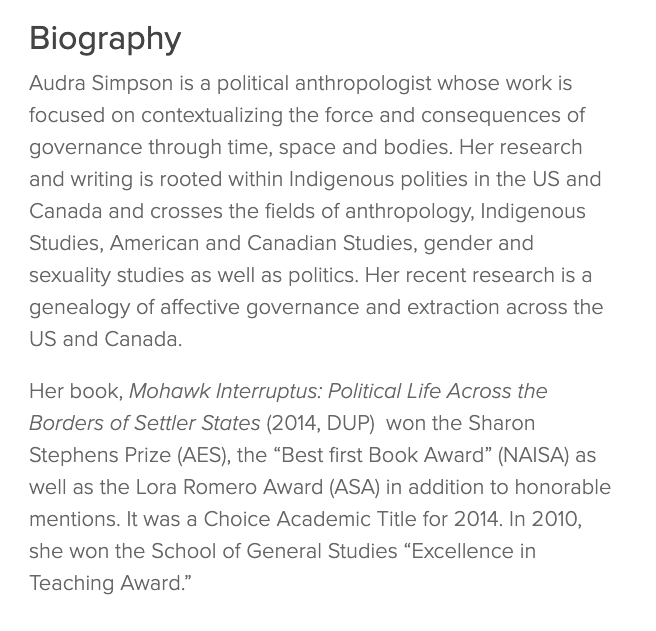 Biography
Audra Simpson is a political anthropologist whose work is
focused on contextualizing the force and consequences of
governance through time, space and bodies. Her research
and writing is rooted within Indigenous polities in the US and
Canada and crosses the fields of anthropology, Indigenous
Studies, American and Canadian Studies, gender and
sexuality studies as well as politics. Her recent research is a
genealogy of affective governance and extraction across the
US and Canada.
Her book, Mohawk Interruptus: Political Life Across the
Borders of Settler States (2014, DUP)  won the Sharon
Stephens Prize (AES), the “Best first Book Award” (NAISA) as
well as the Lora Romero Award (ASA) in addition to honorable
mentions. It was a Choice Academic Title for 2014. In 2010,
she won the School of General Studies “Excellence in
Teaching Award.”